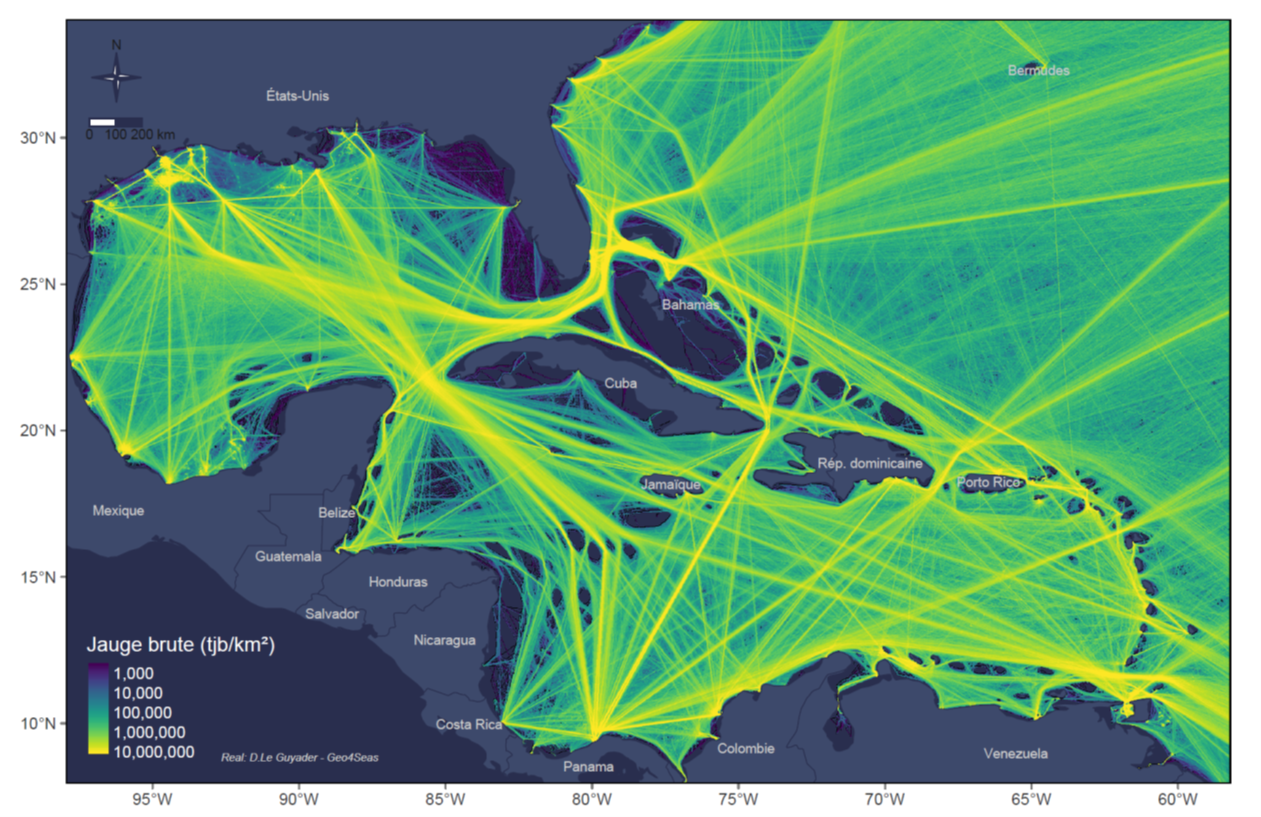 N
États-Unis
Bermudes
0 100 200 km
30°N
25°N
Bahamas
Cuba
20°N
Rép. dominicaine
Jamaïque
Porto Rico
Mexique
Belize
Guatemala
15°N
Honduras
Salvador
Nicaragua
Jauge brute (tjb/km²)
1,000
10,000
100,000
1,000,000
10,000,000
10°N
Costa Rica
Colombie
Venezuela
Real: D.Le Guyader - Geo4Seas
Panama
95°W 90°W 85°W 80°W 75°W 70°W 65°W 60°W